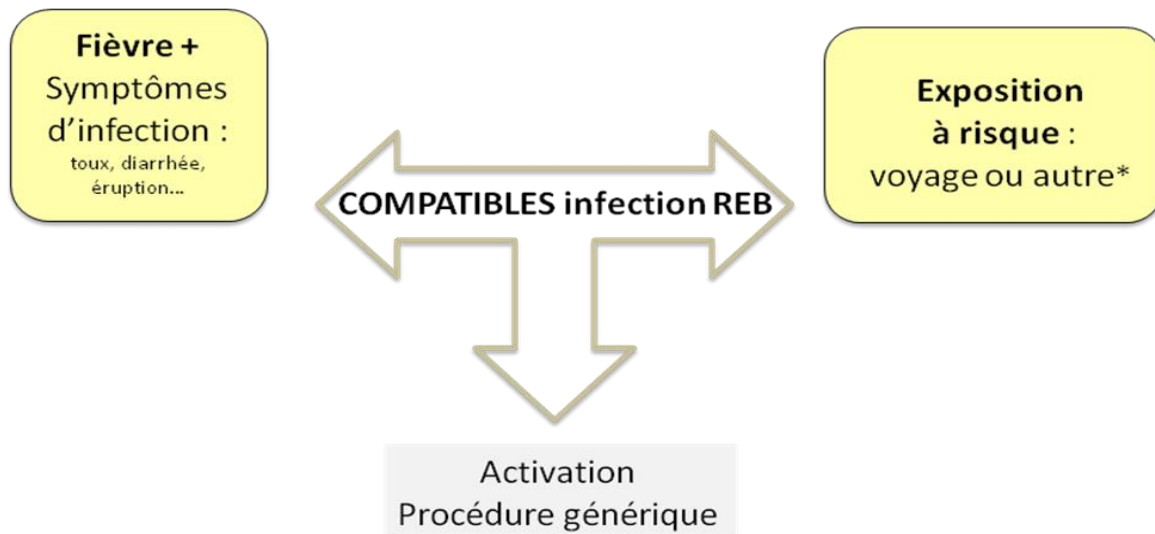 Fièvre +
Symptômes
d’infection :
toux, diarrhée,
éruption...
Exposition
à risque :
voyage ou autre*
COMPATIBLES infection REB
Activation
Procédure générique